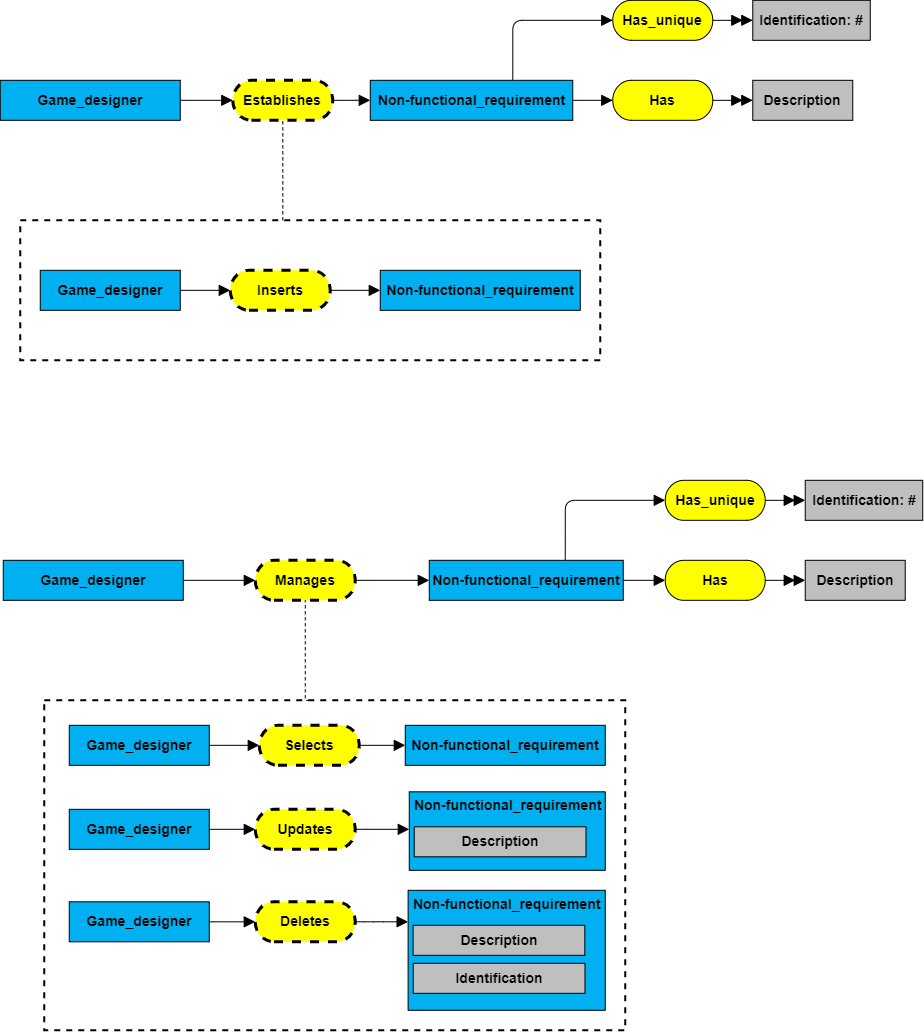 Has_unique
Identification: #
Game_designer
Establishes
Non-functional_requirement
Has
Description
Game_designer
Inserts
Non-functional_requirement
Has_unique
Identification: #
Game_designer
Manages
Non-functional_requirement
Has
Description
Game_designer
Selects
Non-functional_requirement
Game_designer
Updates
Non-functional_requirement
Description
Game_designer
Deletes
Non-functional_requirement
Description
Identification